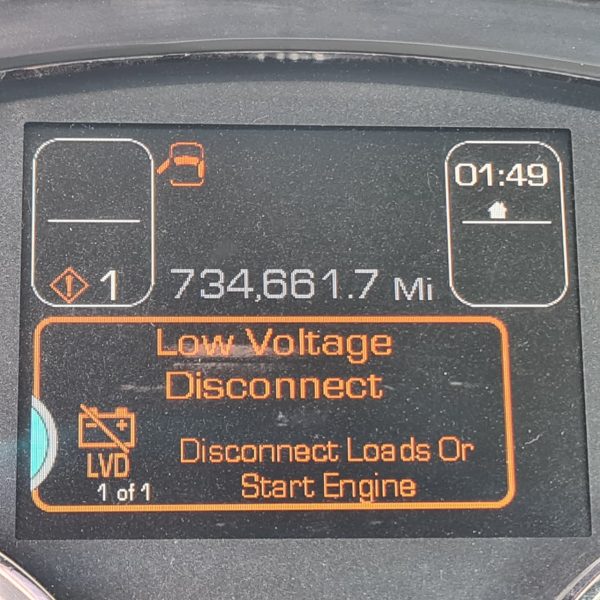 01:49
1
734,661.7 Mi
Low Voltage
Disconnect
LVD
1 of 1
Disconnect Loads Or
Start Engine